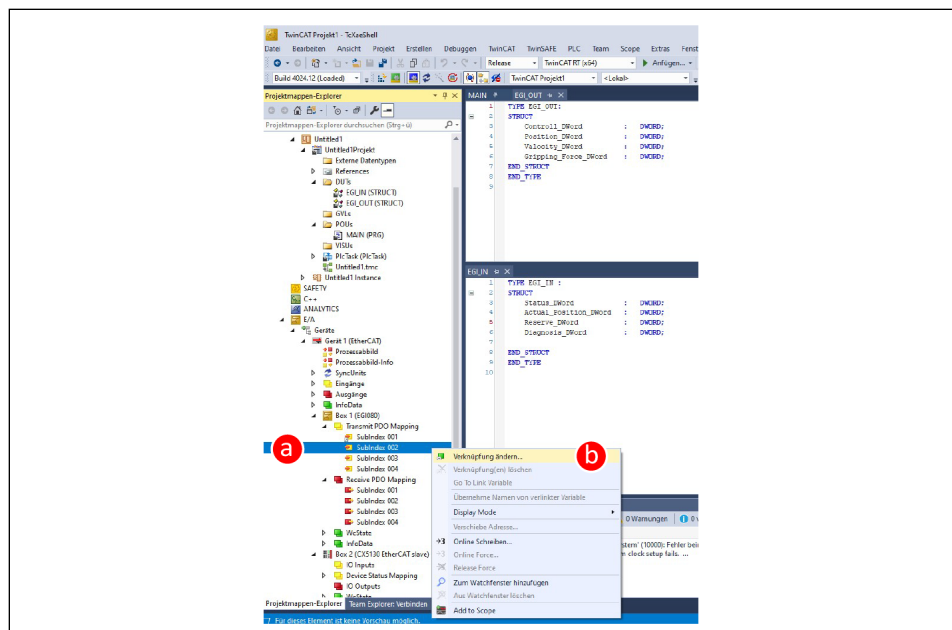 TwinCAT Projekt1 - TcXaeShell
Datei Bearbeiten Ansicht Projekt Erstellen Debuggen TwinCAT TwinSAFE PLC Team Scope Extras Fenst
Release TwinCAT RT (x64) Anfügen...
Build 4024.12 (Loaded) TwinCAT Projekt1 <Lokal>
Projektmappen-Explorer
Projektmappen-Explorer durchsuchen (Strg+ü)
Untitled1
Untitled1Projekt
Externe Datentypen
References
DUTs
EGI_IN (STRUCT)
EGI_OUT (STRUCT)
GVLs
POUs
MAIN (PRG)
VISUs
PlcTask (PlcTask)
Untitled1.tmc
Untitled1 Instance
SAFETY
C++
ANALYTICS
E/A
Geräte
Gerät 1 (EtherCAT)
Prozessabbild
Prozessabbild-Info
SyncUnits
Eingänge
Ausgänge
InfoData
Box 1 (EGI080)
Transmit PDO Mapping
SubIndex 001
a
SubIndex 002
SubIndex 003
SubIndex 004
Receive PDO Mapping
SubIndex 001
SubIndex 002
SubIndex 003
SubIndex 004
WcState
InfoData
Box 2 (CX5130 EtherCAT slave)
IO Inputs
Device Status Mapping
IO Outputs
WcState
Projektmappen-Explorer Team Explorer: Verbinden
Für dieses Element ist keine Vorschau möglich.
MAIN EGI_OUT
1 TYPE EGI_OUT:
2 STRUCT
3 Controll_DWord : DWORD;
4 Position_DWord : DWORD;
5 Valocity_DWord : DWORD;
6 Gripping_Force_DWord : DWORD;
7 END_STRUCT
8 END_TYPE
9
EGI_IN
1 TYPE EGI_IN :
2 STRUCT
3 Status_DWord : DWORD;
4 Actual_Position_DWord : DWORD;
5 Reserve_DWord : DWORD;
6 Diagnosis_DWord : DWORD;
7
8 END_STRUCT
9 END_TYPE
10
Verknüpfung ändern...
b
Verknüpfung(en) löschen
Go To Link Variable
Übernehme Namen von verlinkter Variable
Display Mode
Verschiebe Adresse...
Online Schreiben...
Online Force...
Release Force
Zum Watchfenster hinzufügen
Aus Watchfenster löschen
Add to Scope
0 Warnungen 0
(10000): Fehler bei
clock setup fails. ...